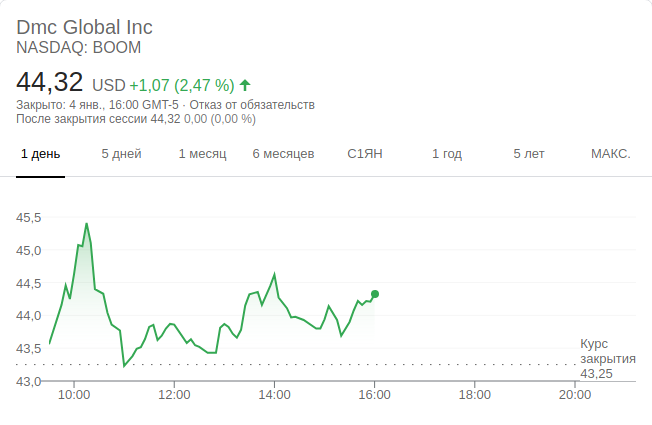 Dmc Global Inc
NASDAQ: BOOM
44,32 USD +1,07 (2,47 %)
Закрыто: 4 янв., 16:00 GMT-5 · Отказ от обязательств
После закрытия сессии 44,32 0,00 (0,00 %)
1 день 5 дней 1 месяц 6 месяцев С1ЯН 1 год 5 лет МАКС.
45,5
45,0
44,5
44,0
43,5
43,0
Курс
закрытия
43,25
10:00 12:00 14:00 16:00 18:00 20:00